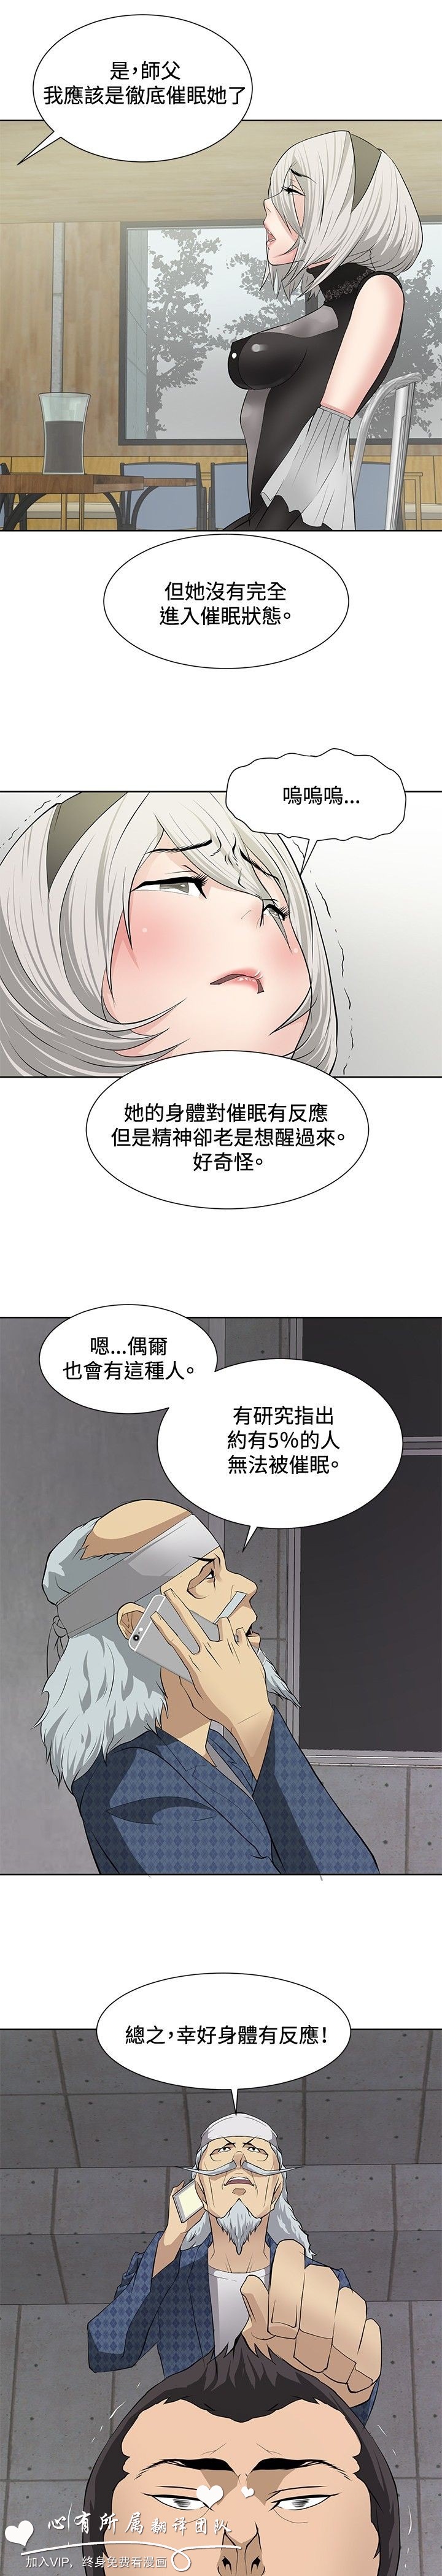 是，師父
我應該是徹底催眠她了
但她沒有完全
進入催眠狀態。
嗚嗚嗚...
她的身體對催眠有反應
但是精神卻老是想醒過來。
好奇怪。
嗯...偶爾
也會有這種人。
有研究指出
約有5%的人
無法被催眠。
總之，幸好身體有反應!
心有所属翻译团队
加入VIP，终身免费看漫画